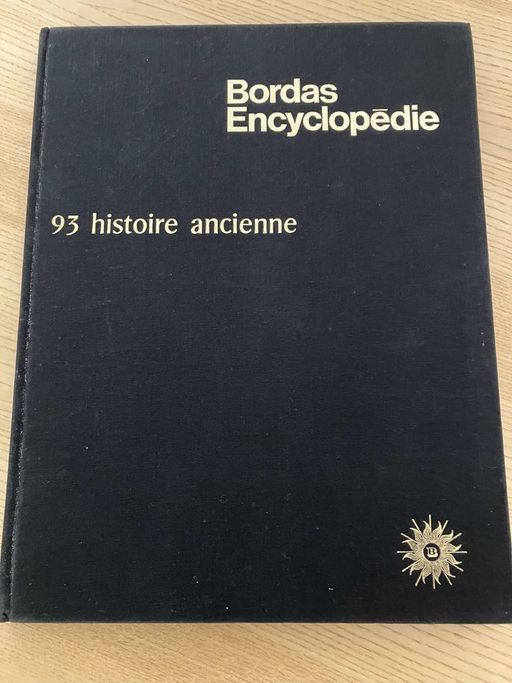 Bordas
Encyclopēdie
93 histoire ancienne
B